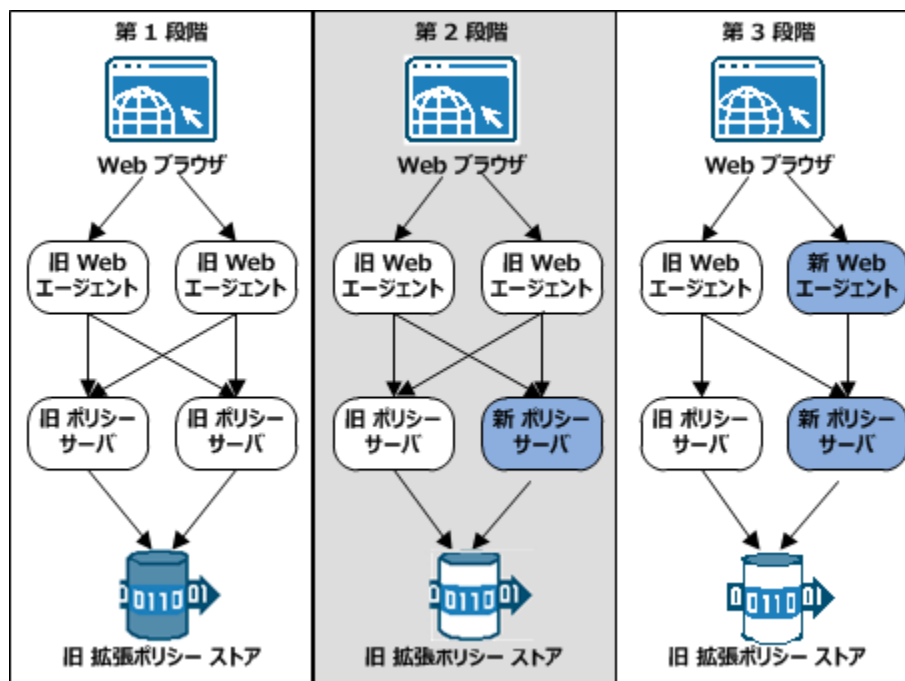 第 1 段階
Web ブラウザ
旧 Web
エージェント
旧 Web
エージェント
旧 ポリシー
サーバ
旧 ポリシー
サーバ
0110
01
旧 拡張ポリシー ストア
第 2 段階
Web ブラウザ
旧 Web
エージェント
旧 Web
エージェント
旧 ポリシー
サーバ
新 ポリシー
サーバ
0110
01
旧 拡張ポリシー ストア
第 3 段階
Web ブラウザ
旧 Web
エージェント
新 Web
エージェント
旧 ポリシー
サーバ
新 ポリシー
サーバ
0
0110
01
旧 拡張ポリシー ストア